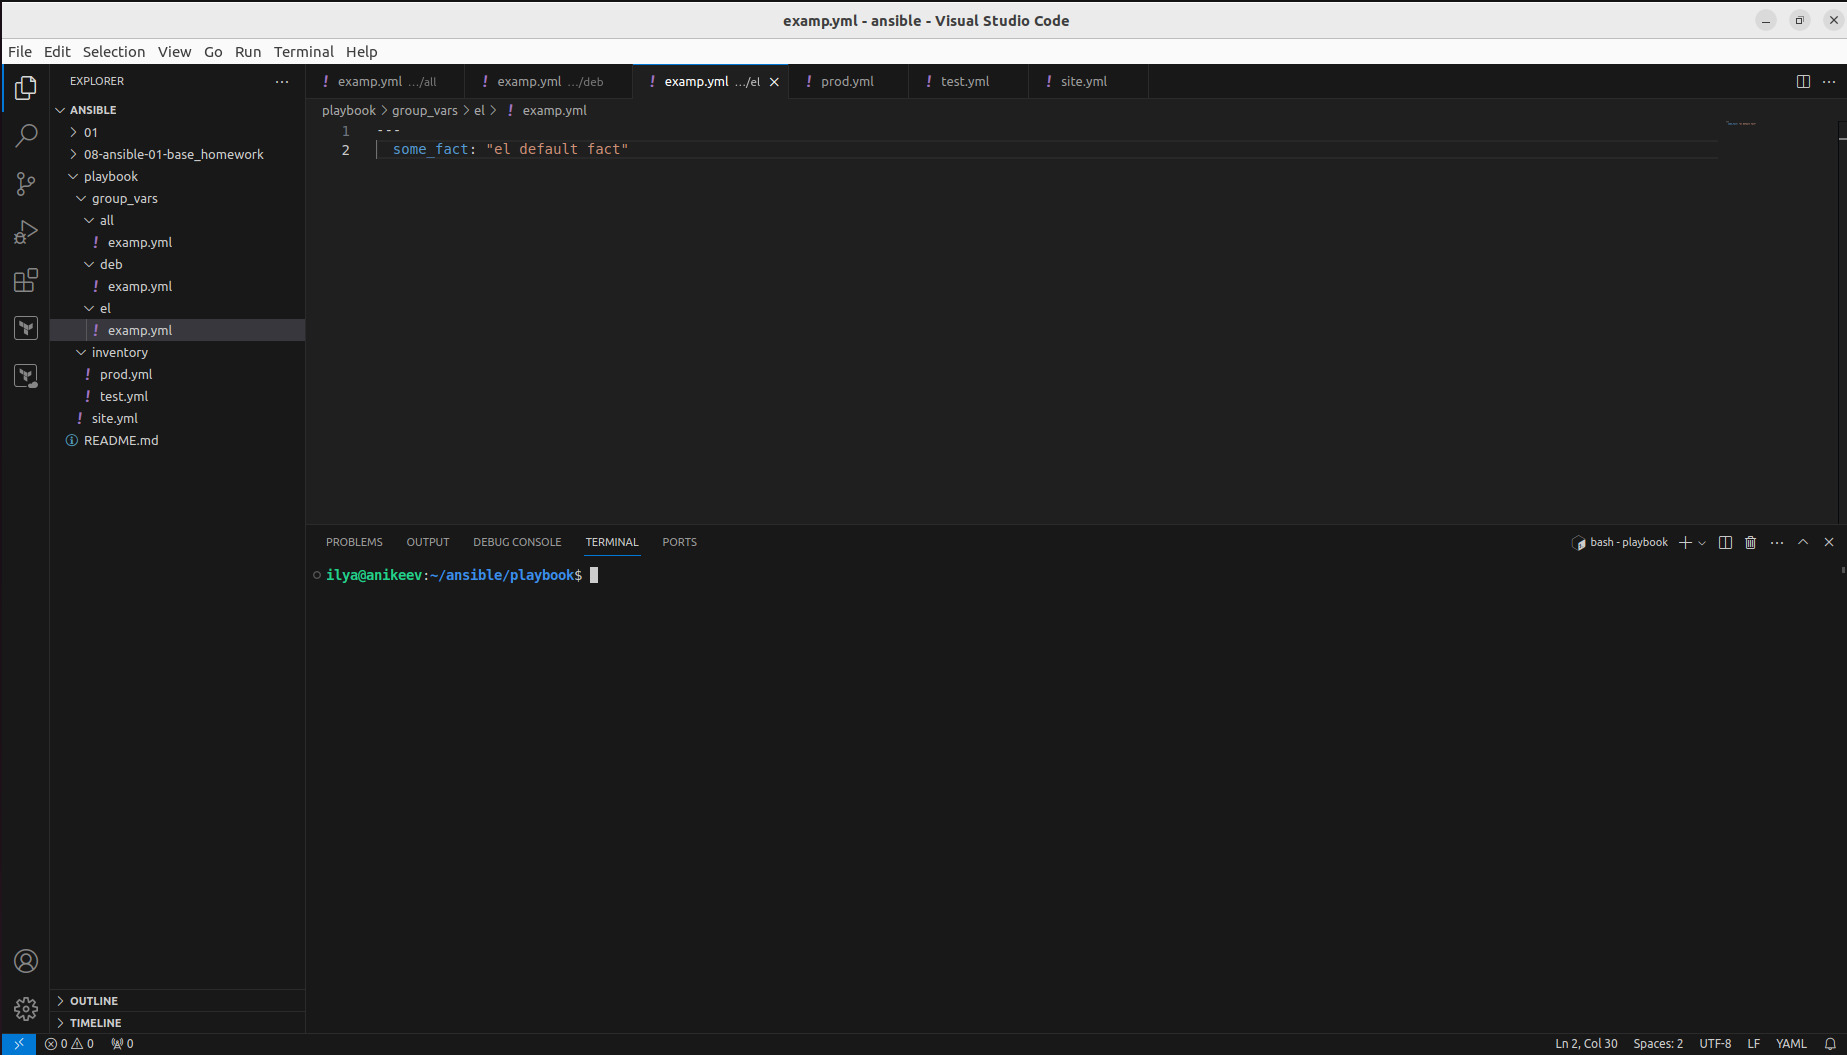 examp.yml - ansible - Visual Studio Code
File Edit Selection View Go Run Terminal Help
EXPLORER
ANSIBLE
01
08-ansible-01-base_homework
playbook
group_vars
all
examp.yml
deb
examp.yml
el
examp.yml
inventory
prod.yml
test.yml
site.yml
README.md
OUTLINE
TIMELINE
examp.yml .../all examp.yml .../deb examp.yml .../el prod.yml test.yml site.yml
playbook > group_vars > el > examp.yml
1 ---
2 some_fact: "el default fact"
PROBLEMS OUTPUT DEBUG CONSOLE TERMINAL PORTS
bash - playbook
ilya@anikeev:~/ansible/playbook$
0 0 0 Ln 2, Col 30 Spaces: 2 UTF-8 LF YAML